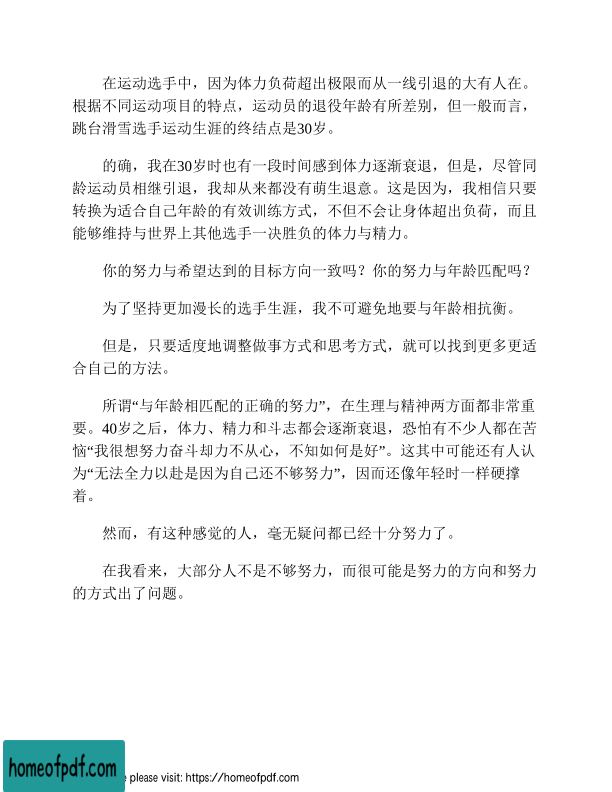 在运动选手中，因为体力负荷超出极限而从一线引退的大有人在。
根据不同运动项目的特点，运动员的退役年龄有所差别，但一般而言，
跳台滑雪选手运动生涯的终结点是30岁。
的确，我在30岁时也有一段时间感到体力逐渐衰退，但是，尽管同
龄运动员相继引退，我却从来都没有萌生退意。这是因为，我相信只要
转换为适合自己年龄的有效训练方式，不但不会让身体超出负荷，而且
能够维持与世界上其他选手一决胜负的体力与精力。
你的努力与希望达到的目标方向一致吗？你的努力与年龄匹配吗？
为了坚持更加漫长的选手生涯，我不可避免地要与年龄相抗衡。
但是，只要适度地调整做事方式和思考方式，就可以找到更多更适
合自己的方法。
所谓“与年龄相匹配的正确的努力”，在生理与精神两方面都非常重
要。40岁之后，体力、精力和斗志都会逐渐衰退，恐怕有不少人都在苦
恼“我很想努力奋斗却力不从心，不知如何是好”。这其中可能还有人认
为“无法全力以赴是因为自己还不够努力”，因而还像年轻时一样硬撑
着。
然而，有这种感觉的人，毫无疑问都已经十分努力了。
在我看来，大部分人不是不够努力，而很可能是努力的方向和努力
的方式出了问题。
homeofpdf.com
e please visit: https://homeofpdf.com